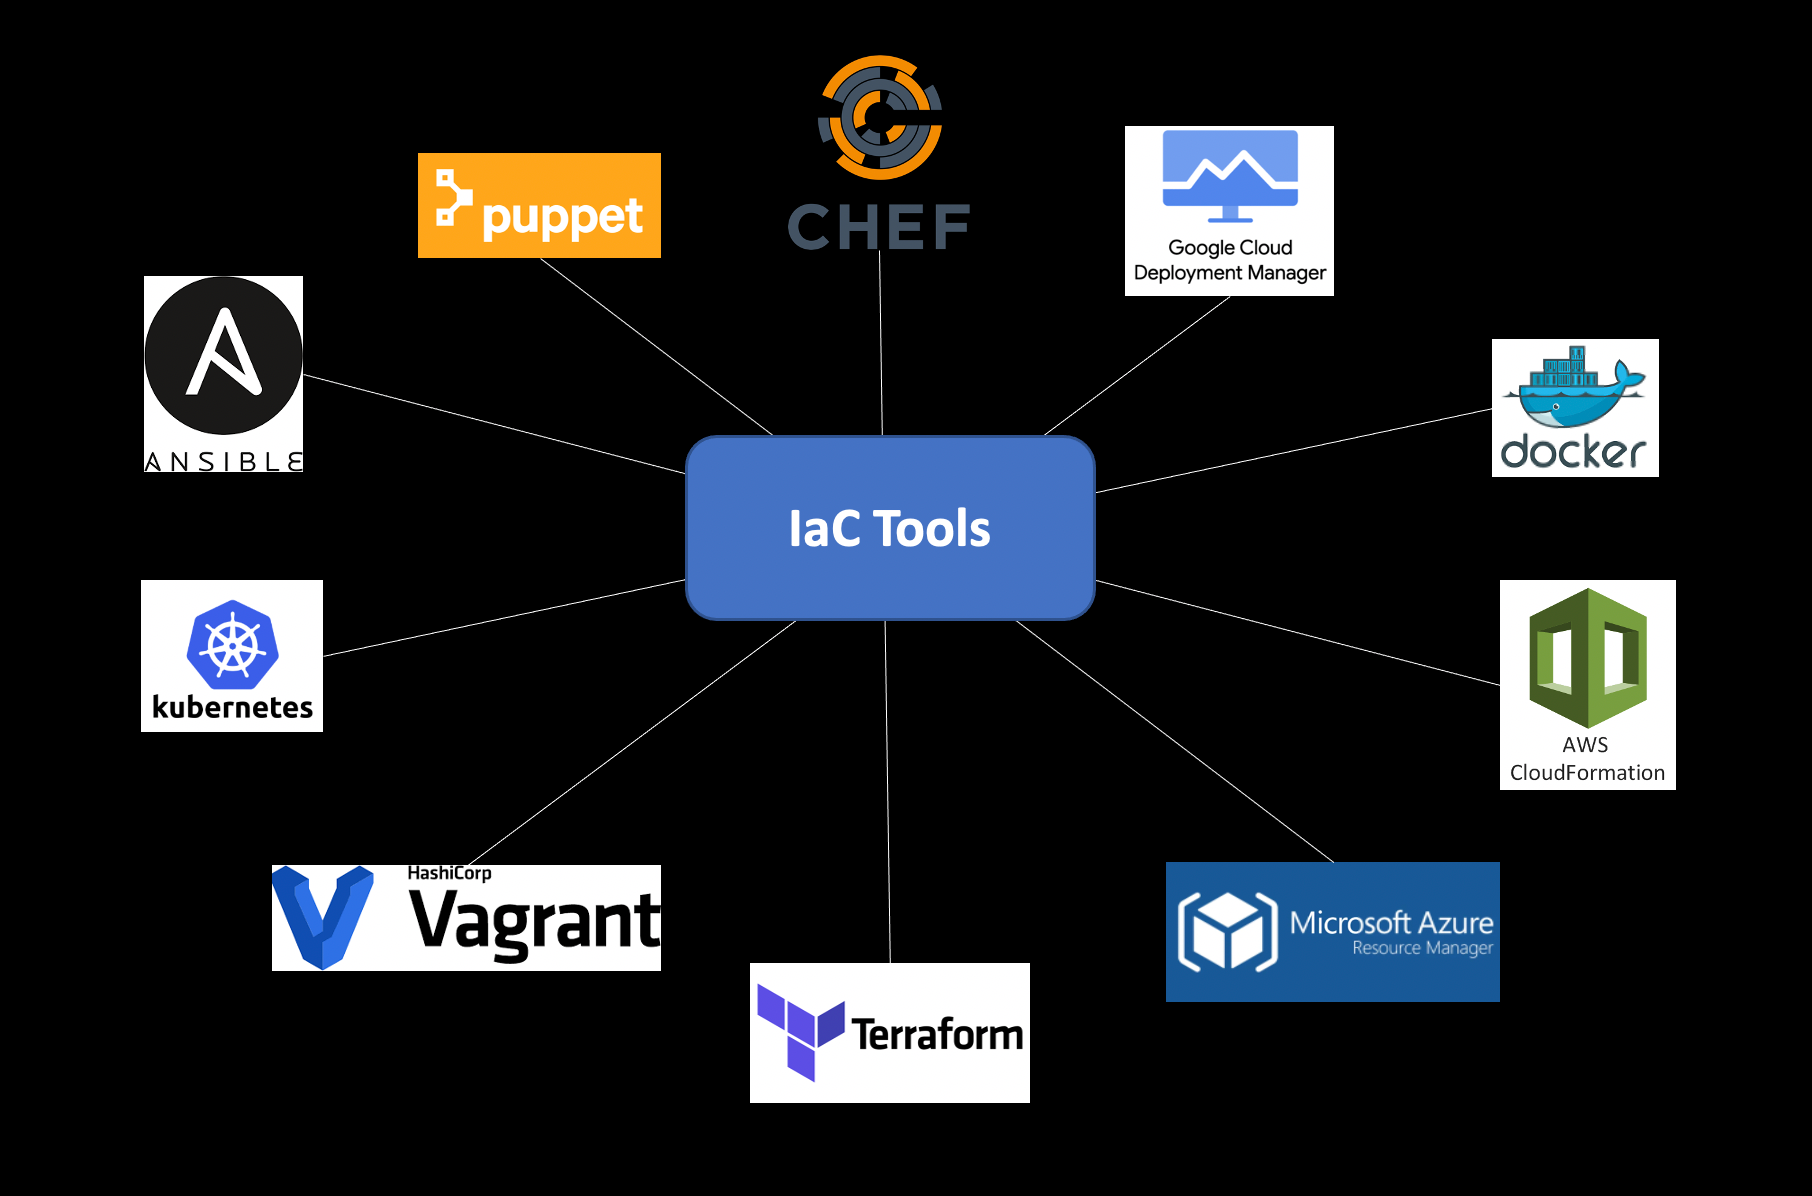 CHEF
puppet
Google Cloud
Deployment Manager
ANSIBLE
docker
IaC Tools
kubernetes
AWS
CloudFormation
HashiCorp
Vagrant
Microsoft Azure
Resource Manager
Terraform